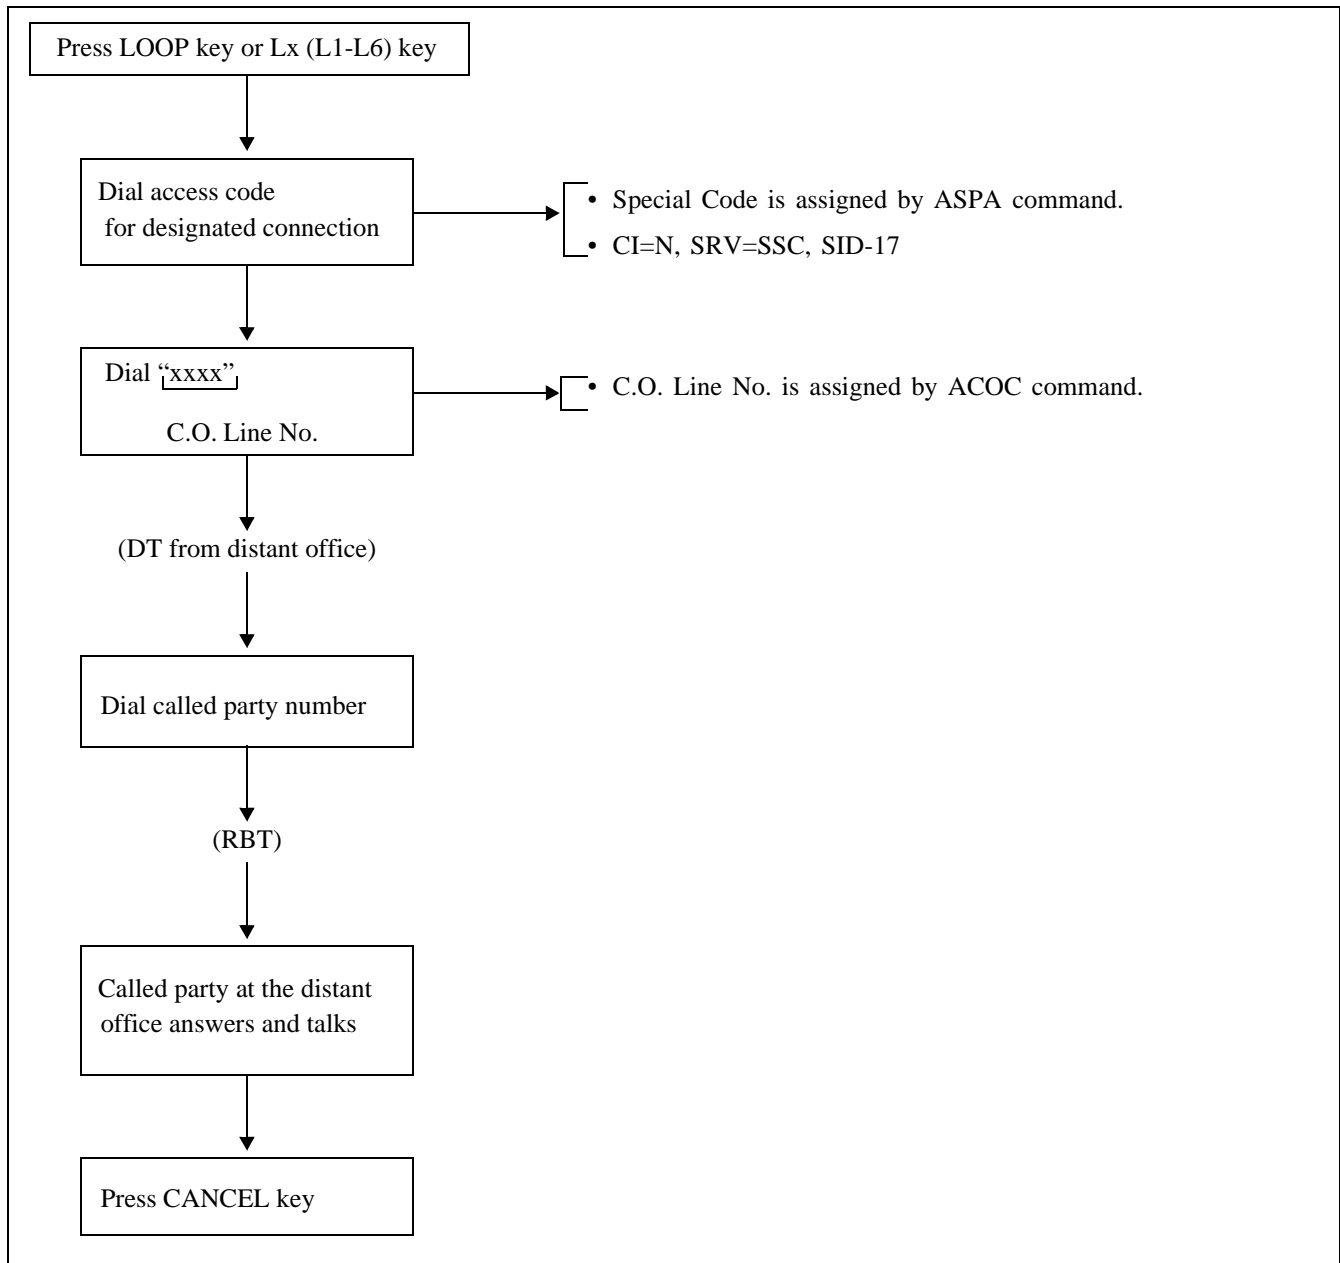 Press LOOP key or Lx (L1-L6) key
Dial access code
for designated connection
• Special Code is assigned by ASPA command.
• CI=N, SRV=SSC, SID-17
Dial “xxxx”
C.O. Line No.
• C.O. Line No. is assigned by ACOC command.
(DT from distant office)
Dial called party number
(RBT)
Called party at the distant
office answers and talks
Press CANCEL key